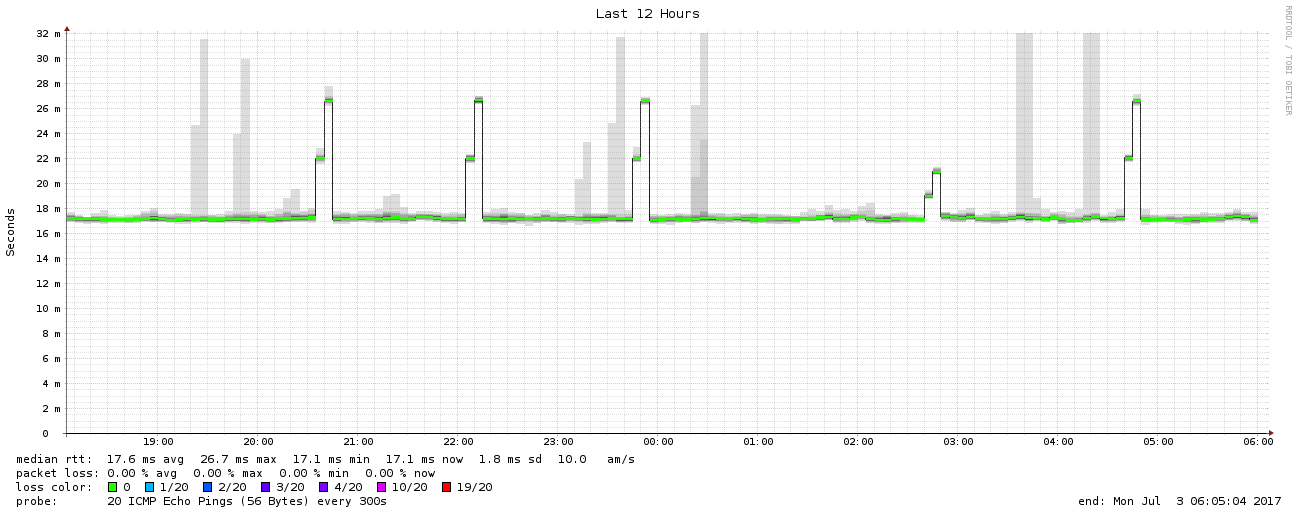 Last 12 Hours
RRDTOOL / TOBI OETIKER
Seconds
32 m
30 m
28 m
26 m
24 m
22 m
20 m
18 m
16 m
14 m
12 m
10 m
8 m
6 m
4 m
2 m
0
19:00 20:00 21:00 22:00 23:00 00:00 01:00 02:00 03:00 04:00 05:00 06:00
median rtt: 17.6 ms avg 26.7 ms max 17.1 ms min 17.1 ms now 1.8 ms sd 10.0 am/s
packet loss: 0.00 % avg 0.00 % max 0.00 % min 0.00 % now
loss color: 0 1/20 2/20 3/20 4/20 10/20 19/20
probe: 20 ICMP Echo Pings (56 Bytes) every 300s end: Mon Jul 3 06:05:04 2017